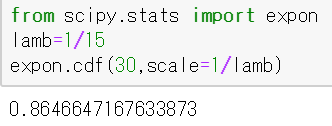 from scipy.stats import expon
lamb=1/15
expon.cdf(30,scale=1/lamb)
0.8646647167633873